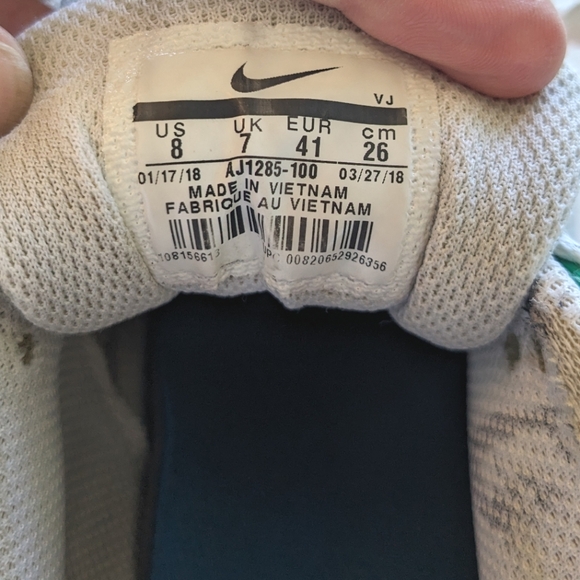 VJ
US UK EUR cm
8 7 41 26
01/17/18 AJ1285-100 03/27/18
MADE IN VIETNAM
FABRIQUE AU VIETNAM
00820652926356